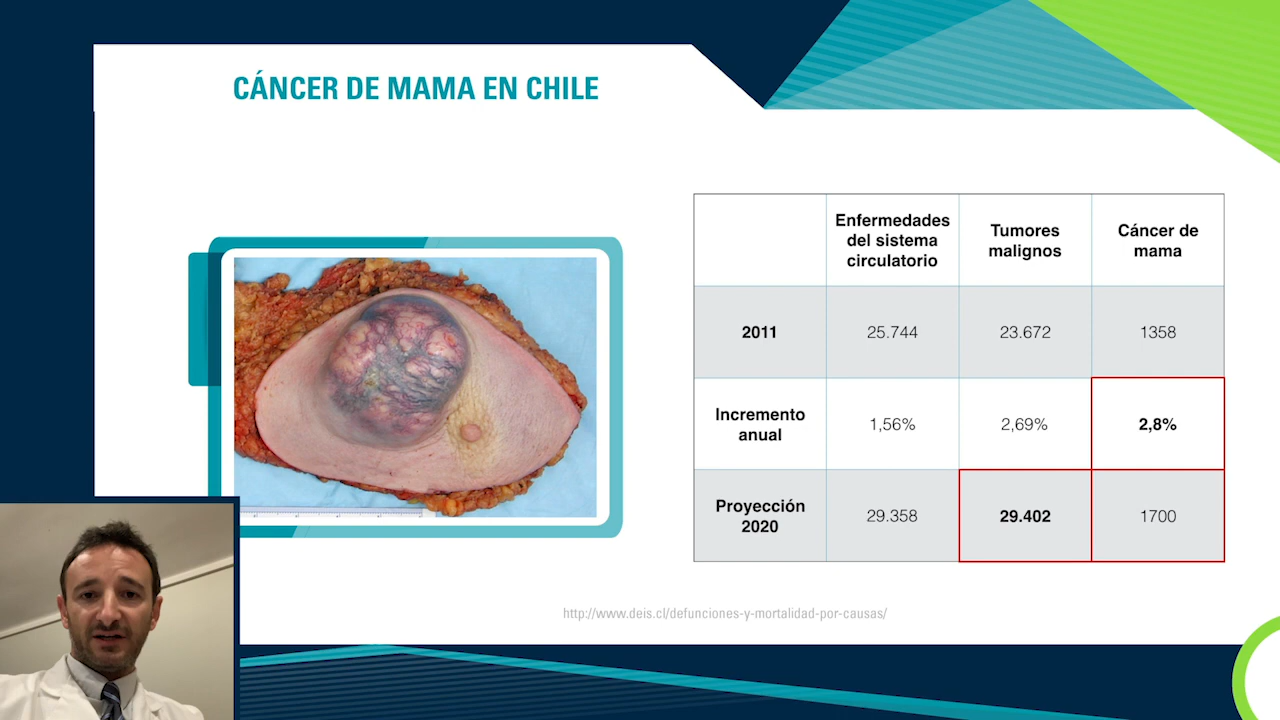 CÁNCER DE MAMA EN CHILE
Enfermedades
del sistema
circulatorio
Tumores
malignos
Cáncer de
mama
2011
25.744
23.672
1358
Incremento
anual
1,56%
2,69%
2,8%
Proyección
2020
29.358
29.402
1700
http://www.deis.cl/defunciones-y-mortalidad-por-causas/